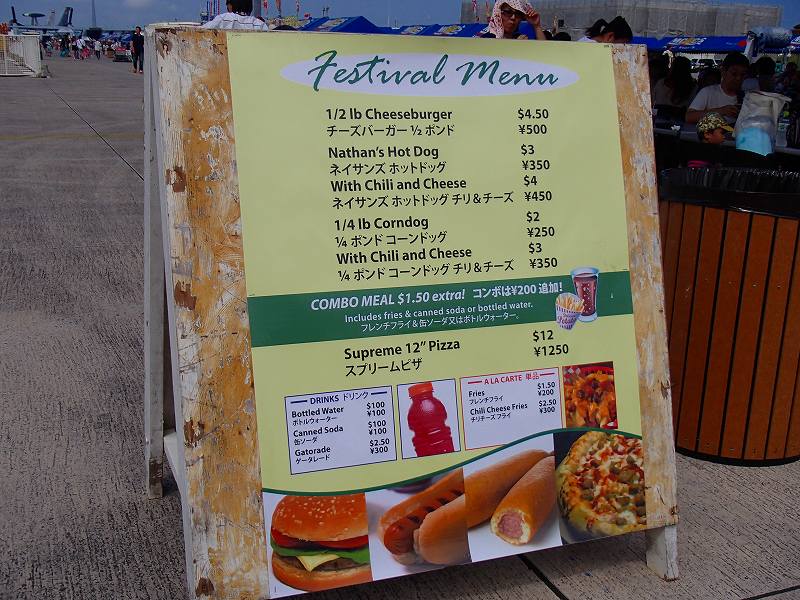 Festival Menu
1/2 lb Cheeseburger $4.50
チーズバーガー ½ ポンド ¥500
Nathan's Hot Dog $3
ネイサンズ ホットドッグ ¥350
With Chili and Cheese $4
ネイサンズ ホットドッグ チリ＆チーズ ¥450
1/4 lb Corndog $2
¼ ポンド コーンドッグ ¥250
With Chili and Cheese $3
¼ ポンド コーンドッグ チリ＆チーズ ¥350
COMBO MEAL $1.50 extra! コンボは¥200 追加!
Includes fries & canned soda or bottled water.
フレンチフライ＆缶ソーダ又はボトルウォーター.
Supreme 12” Pizza $12
スプリームピザ ¥1250
DRINKS ドリンク
Bottled Water $100
ボトルウォーター ¥100
Canned Soda $100
缶ソーダ ¥100
Gatorade $2.50
ゲータレード ¥300
A LA CARTE 単品
Fries $1.50
フレンチフライ ¥200
Chili Cheese Fries $2.50
チリチーズ フライ ¥300